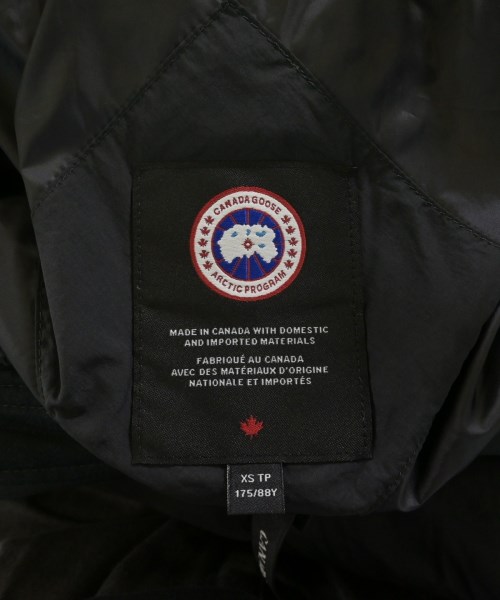 CANADA GOOSE
ARCTIC PROGRAM
MADE IN CANADA WITH DOMESTIC
AND IMPORTED MATERIALS
FABRIQUÉ AU CANADA
AVEC DES MATÉRIAUX D'ORIGINE
NATIONALE ET IMPORTÉS
XS TP
175/88Y